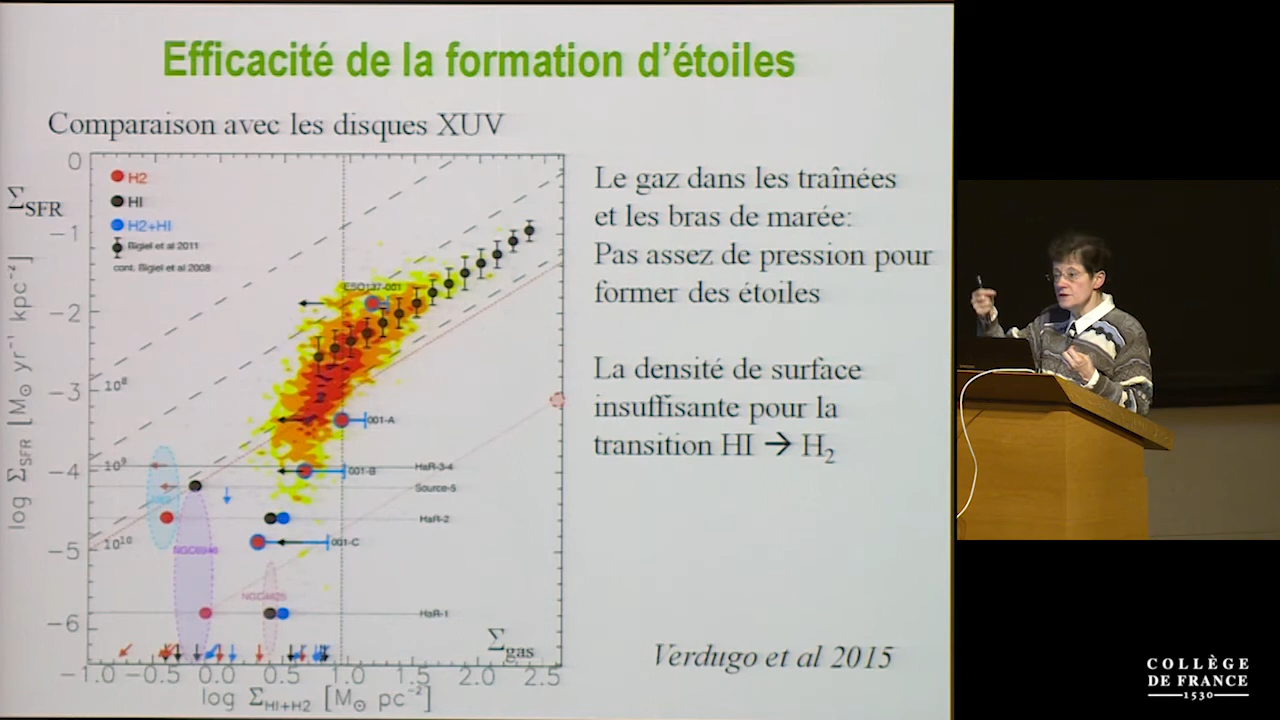 Efficacité de la formation d'étoiles
Comparaison avec les disques XUV
Σ_SFR
log Σ_SFR [M⊙ yr⁻¹ kpc⁻²]
0
−1
−2
−3
−4
−5
−6
H2
HI
H2+HI
Bigiel et al 2011
cont. Bigiel et al 2008
ESO137-001
10⁸
001-A
10⁹
001-B
HaR-3-4
Source-5
HaR-2
10¹⁰
001-C
HaR-1
Σ_gas
−1.0 −0.5 0.0 0.5 1.0 1.5 2.0 2.5
log Σ_HI+H2 [M⊙ pc⁻²]
Le gaz dans les traînées
et les bras de marée:
Pas assez de pression pour
former des étoiles
La densité de surface
insuffisante pour la
transition HI → H₂
Verdugo et al 2015
COLLÈGE
DE FRANCE
1530